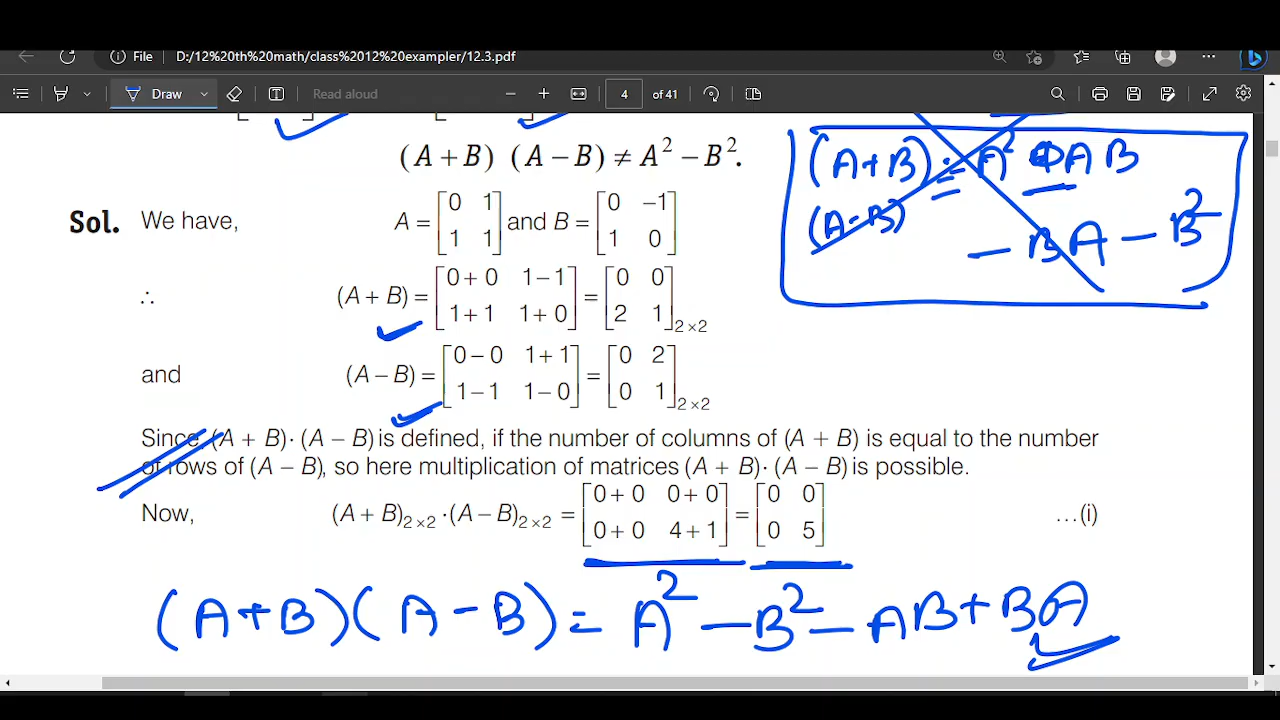 File D:/12%20th%20math/class%2012%20exampler/12.3.pdf
Draw Read aloud 4 of 41
(A + B) (A − B) ≠ A² − B².
(A+B) · = A² AB
(A−B)
− BA − B²
Sol. We have, A = [0 1; 1 1] and B = [0 −1; 1 0]
∴ (A + B) = [0 + 0 1 − 1; 1 + 1 1 + 0] = [0 0; 2 1]₂×₂
and (A − B) = [0 − 0 1 + 1; 1 − 1 1 − 0] = [0 2; 0 1]₂×₂
Since, (A + B) · (A − B) is defined, if the number of columns of (A + B) is equal to the number
of rows of (A − B), so here multiplication of matrices (A + B) · (A − B) is possible.
Now, (A + B)₂×₂ · (A − B)₂×₂ = [0 + 0 0 + 0; 0 + 0 4 + 1] = [0 0; 0 5] ...(i)
(A+B)(A−B) = A² − B² − AB + BA